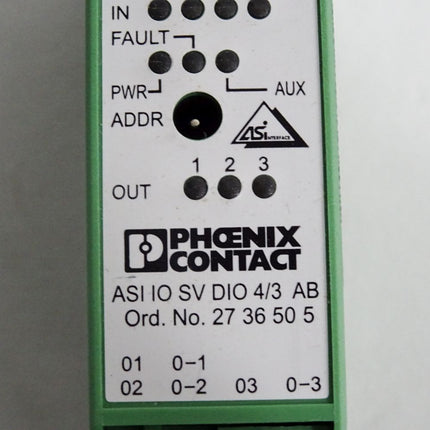 IN
FAULT
PWR AUX
ADDR
ASi
INTERFACE
1 2 3
OUT
PHŒNIX
CONTACT
ASI IO SV DIO 4/3 AB
Ord. No. 27 36 50 5
01 0-1
02 0-2 03 0-3